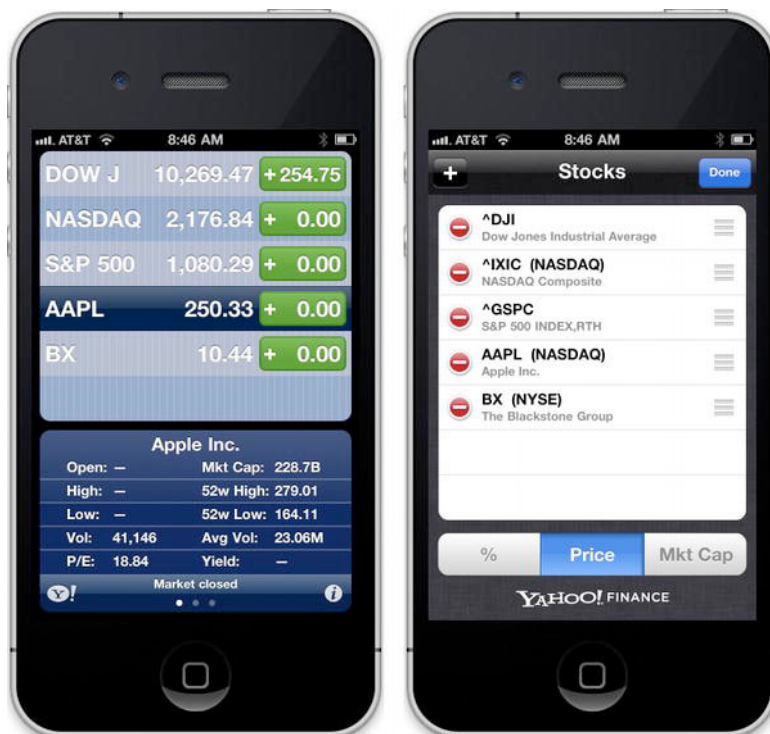 AT&T 8:46 AM
DOW J 10,269.47 +254.75
NASDAQ 2,176.84 + 0.00
S&P 500 1,080.29 + 0.00
AAPL 250.33 + 0.00
BX 10.44 + 0.00
Apple Inc.
Open: – Mkt Cap: 228.7B
High: – 52w High: 279.01
Low: – 52w Low: 164.11
Vol: 41,146 Avg Vol: 23.06M
P/E: 18.84 Yield: –
Y! Market closed i
AT&T 8:46 AM
+ Stocks Done
^DJI
Dow Jones Industrial Average
^IXIC (NASDAQ)
NASDAQ Composite
^GSPC
S&P 500 INDEX,RTH
AAPL (NASDAQ)
Apple Inc.
BX (NYSE)
The Blackstone Group
% Price Mkt Cap
YAHOO! FINANCE